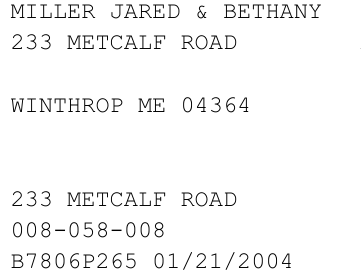 MILLER JARED & BETHANY
233 METCALF ROAD
WINTHROP ME 04364
233 METCALF ROAD
008-058-008
B7806P265 01/21/2004